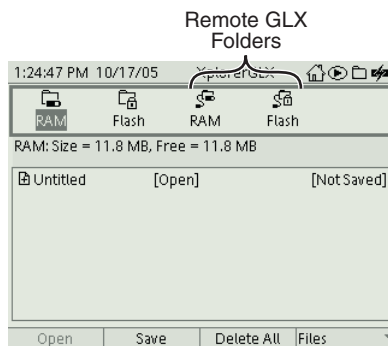 Remote GLX
Folders
1:24:47 PM 10/17/05 XplorerGLX
RAM Flash RAM Flash
RAM: Size = 11.8 MB, Free = 11.8 MB
Untitled [Open] [Not Saved]
Open Save Delete All Files